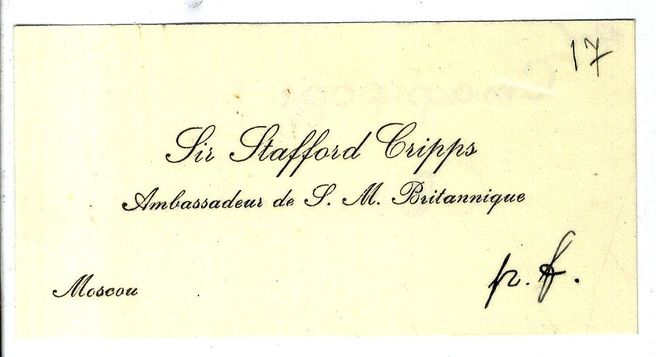 17
Sir Stafford Cripps
Ambassadeur de S. M. Britannique
Moscou
p. f.